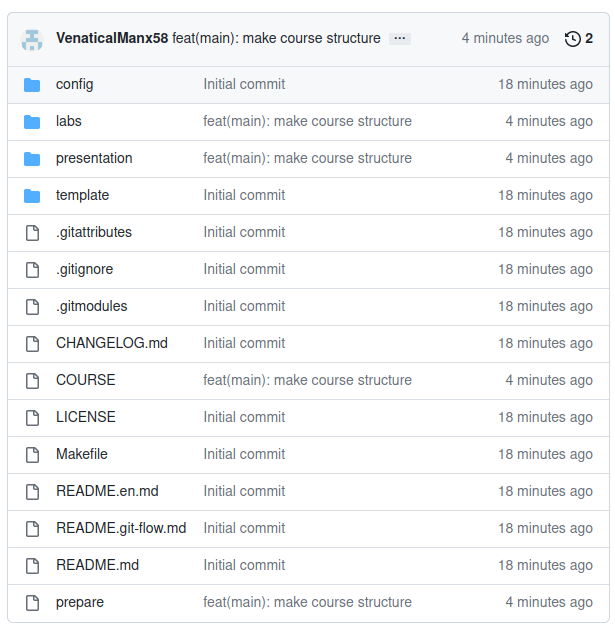 VenaticalManx58 feat(main): make course structure ... 4 minutes ago 2
config Initial commit 18 minutes ago
labs feat(main): make course structure 4 minutes ago
presentation feat(main): make course structure 4 minutes ago
template Initial commit 18 minutes ago
.gitattributes Initial commit 18 minutes ago
.gitignore Initial commit 18 minutes ago
.gitmodules Initial commit 18 minutes ago
CHANGELOG.md Initial commit 18 minutes ago
COURSE feat(main): make course structure 4 minutes ago
LICENSE Initial commit 18 minutes ago
Makefile Initial commit 18 minutes ago
README.en.md Initial commit 18 minutes ago
README.git-flow.md Initial commit 18 minutes ago
README.md Initial commit 18 minutes ago
prepare feat(main): make course structure 4 minutes ago